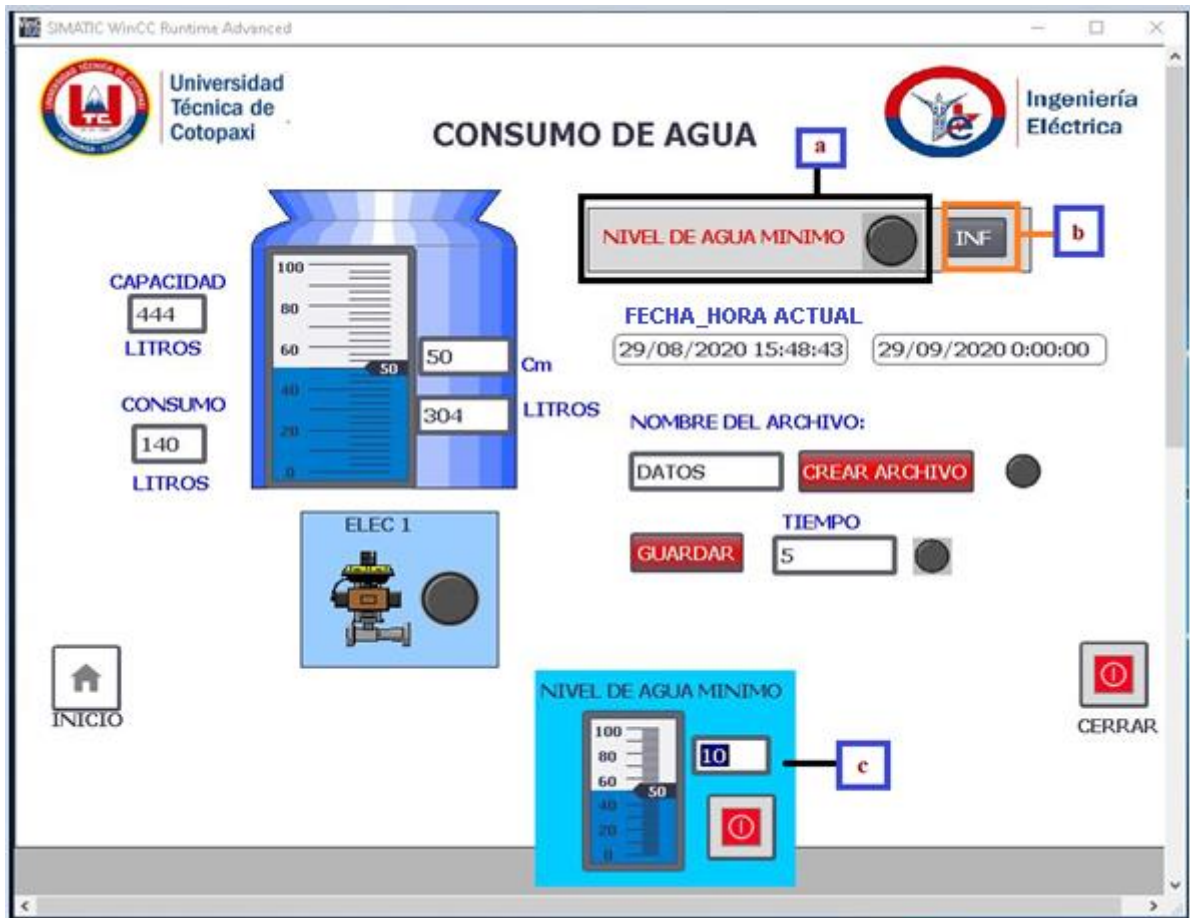 SIMATIC WinCC Runtime Advanced
Universidad
Técnica de
Cotopaxi
Ingeniería
Eléctrica
CONSUMO DE AGUA
a
NIVEL DE AGUA MINIMO
INF
b
CAPACIDAD
444
LITROS
CONSUMO
140
LITROS
100
80
60
50
40
20
0
50
Cm
304
LITROS
FECHA_HORA ACTUAL
29/08/2020 15:48:43
29/09/2020 0:00:00
NOMBRE DEL ARCHIVO:
DATOS
CREAR ARCHIVO
TIEMPO
GUARDAR
5
ELEC 1
INICIO
NIVEL DE AGUA MINIMO
100
80
60
50
40
20
0
10
c
CERRAR